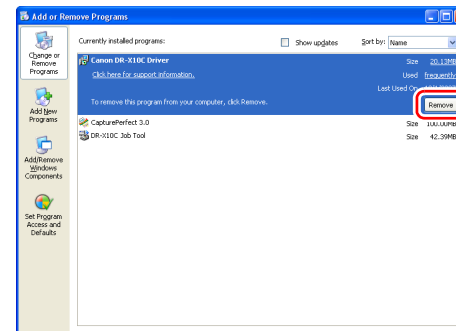 Add or Remove Programs
Change or
Remove
Programs
Add New
Programs
Add/Remove
Windows
Components
Set Program
Access and
Defaults
Currently installed programs:
Show updates
Sort by: Name
Canon DR-X10C Driver
Size 20.13MB
Click here for support information.
Used frequently
Last Used On
To remove this program from your computer, click Remove.
Remove
CapturePerfect 3.0
Size 100.00MB
DR-X10C Job Tool
Size 42.39MB